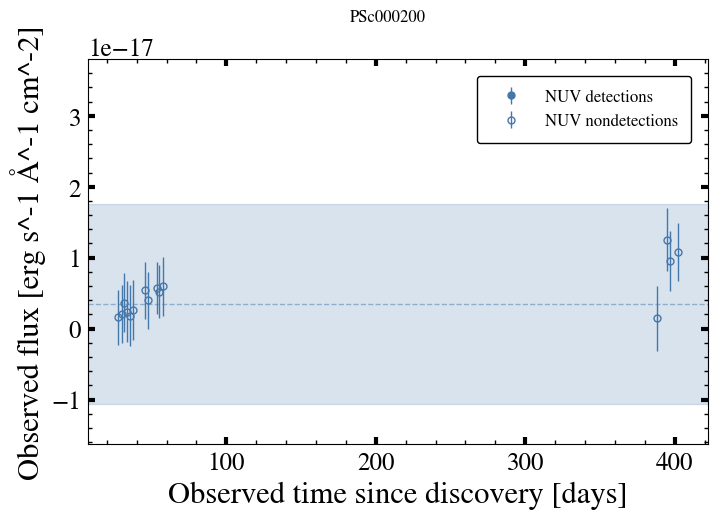 PSc000200
1e−17
NUV detections
NUV nondetections
3
2
1
0
−1
100
200
300
400
Observed flux [erg s^-1 Å^-1 cm^-2]
Observed time since discovery [days]